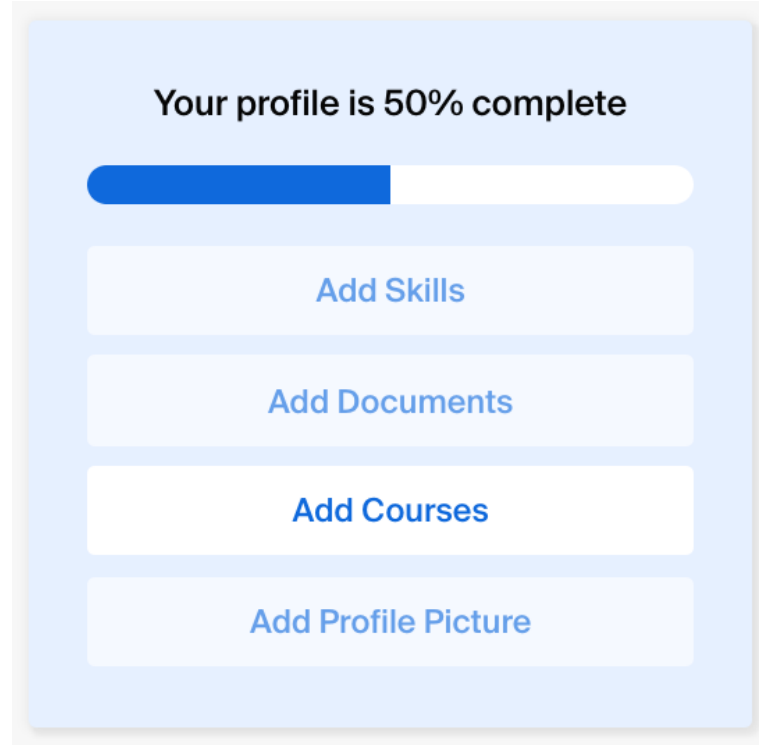 Your profile is 50% complete
Add Skills
Add Documents
Add Courses
Add Profile Picture